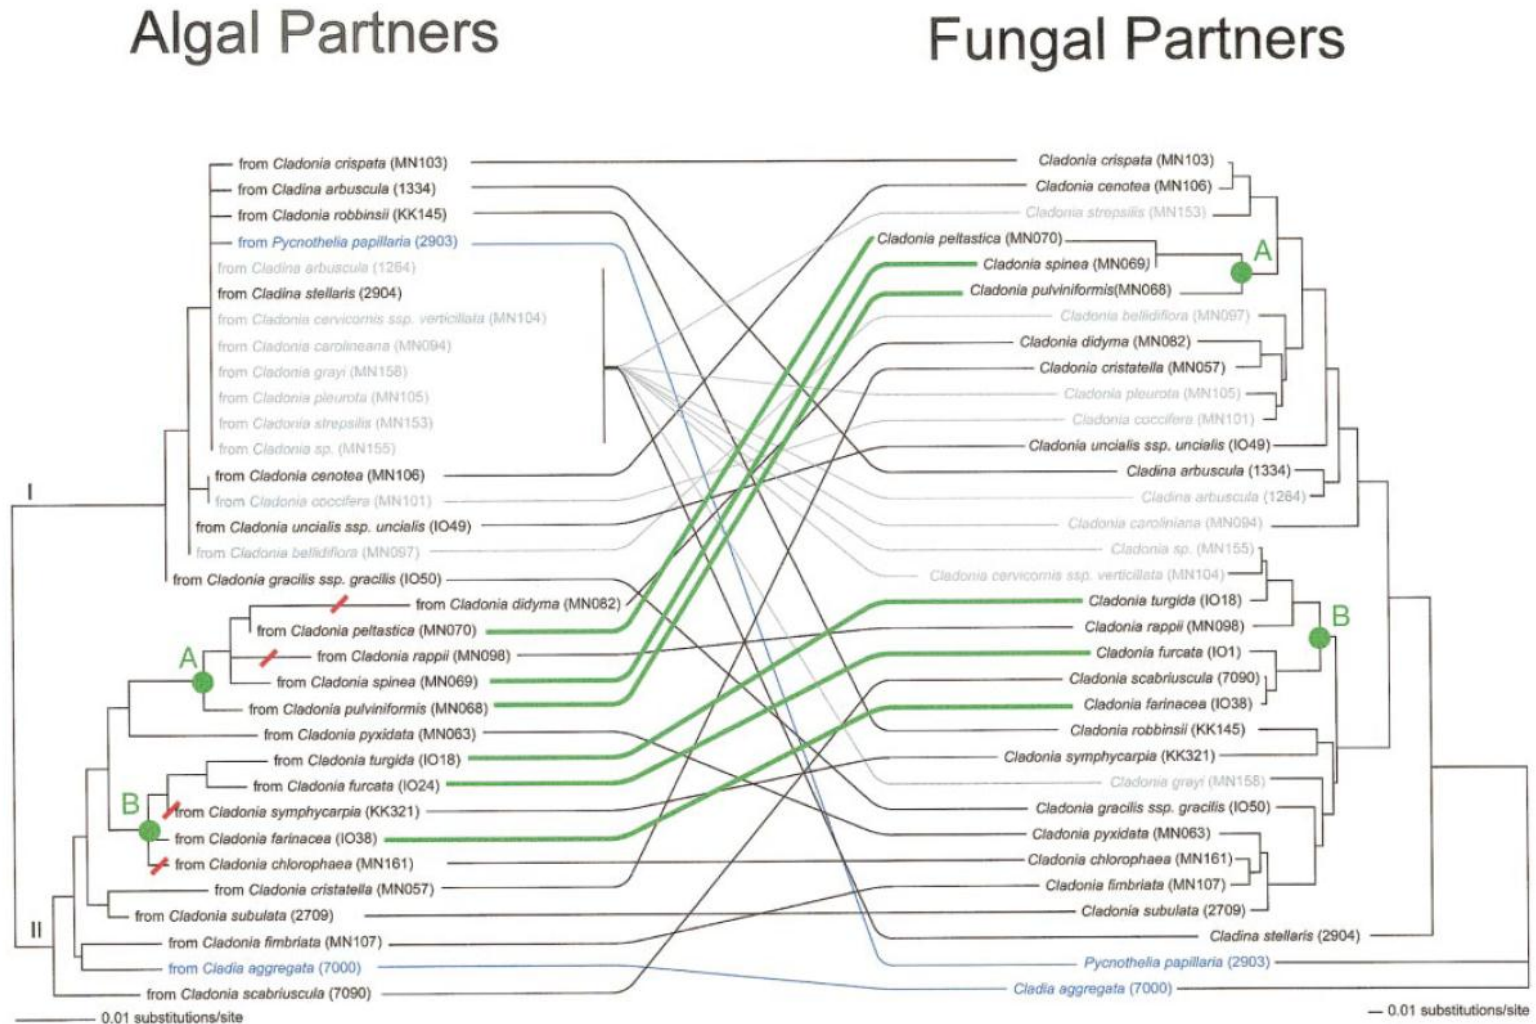 Algal Partners
Fungal Partners
from Cladonia crispata (MN103)
from Cladina arbuscula (1334)
from Cladonia robbinsii (KK145)
from Pycnothelia papillaria (2903)
from Cladina arbuscula (1264)
from Cladina stellaris (2904)
from Cladonia cervicornis ssp. verticillata (MN104)
from Cladonia carolineana (MN094)
from Cladonia grayi (MN158)
from Cladonia pleurota (MN105)
from Cladonia strepsilis (MN153)
from Cladonia sp. (MN155)
from Cladonia cenotea (MN106)
from Cladonia coccifera (MN101)
from Cladonia uncialis ssp. uncialis (IO49)
from Cladonia bellidiflora (MN097)
from Cladonia gracilis ssp. gracilis (IO50)
from Cladonia didyma (MN082)
from Cladonia peltastica (MN070)
from Cladonia rappii (MN098)
from Cladonia spinea (MN069)
from Cladonia pulviniformis (MN068)
from Cladonia pyxidata (MN063)
from Cladonia turgida (IO18)
from Cladonia furcata (IO24)
from Cladonia symphycarpia (KK321)
from Cladonia farinacea (IO38)
from Cladonia chlorophaea (MN161)
from Cladonia cristatella (MN057)
from Cladonia subulata (2709)
from Cladonia fimbriata (MN107)
from Cladia aggregata (7000)
from Cladonia scabriuscula (7090)
I
A
B
II
0.01 substitutions/site
Cladonia crispata (MN103)
Cladonia cenotea (MN106)
Cladonia strepsilis (MN153)
Cladonia peltastica (MN070)
Cladonia spinea (MN069)
Cladonia pulviniformis(MN068)
Cladonia bellidiflora (MN097)
Cladonia didyma (MN082)
Cladonia cristatella (MN057)
Cladonia pleurota (MN105)
Cladonia coccifera (MN101)
Cladonia uncialis ssp. uncialis (IO49)
Cladina arbuscula (1334)
Cladina arbuscula (1264)
Cladonia caroliniana (MN094)
Cladonia sp. (MN155)
Cladonia cervicornis ssp. verticillata (MN104)
Cladonia turgida (IO18)
Cladonia rappii (MN098)
Cladonia furcata (IO1)
Cladonia scabriuscula (7090)
Cladonia farinacea (IO38)
Cladonia robbinsii (KK145)
Cladonia symphycarpia (KK321)
Cladonia grayi (MN158)
Cladonia gracilis ssp. gracilis (IO50)
Cladonia pyxidata (MN063)
Cladonia chlorophaea (MN161)
Cladonia fimbriata (MN107)
Cladonia subulata (2709)
Cladina stellaris (2904)
Pycnothelia papillaria (2903)
Cladia aggregata (7000)
A
B
0.01 substitutions/site